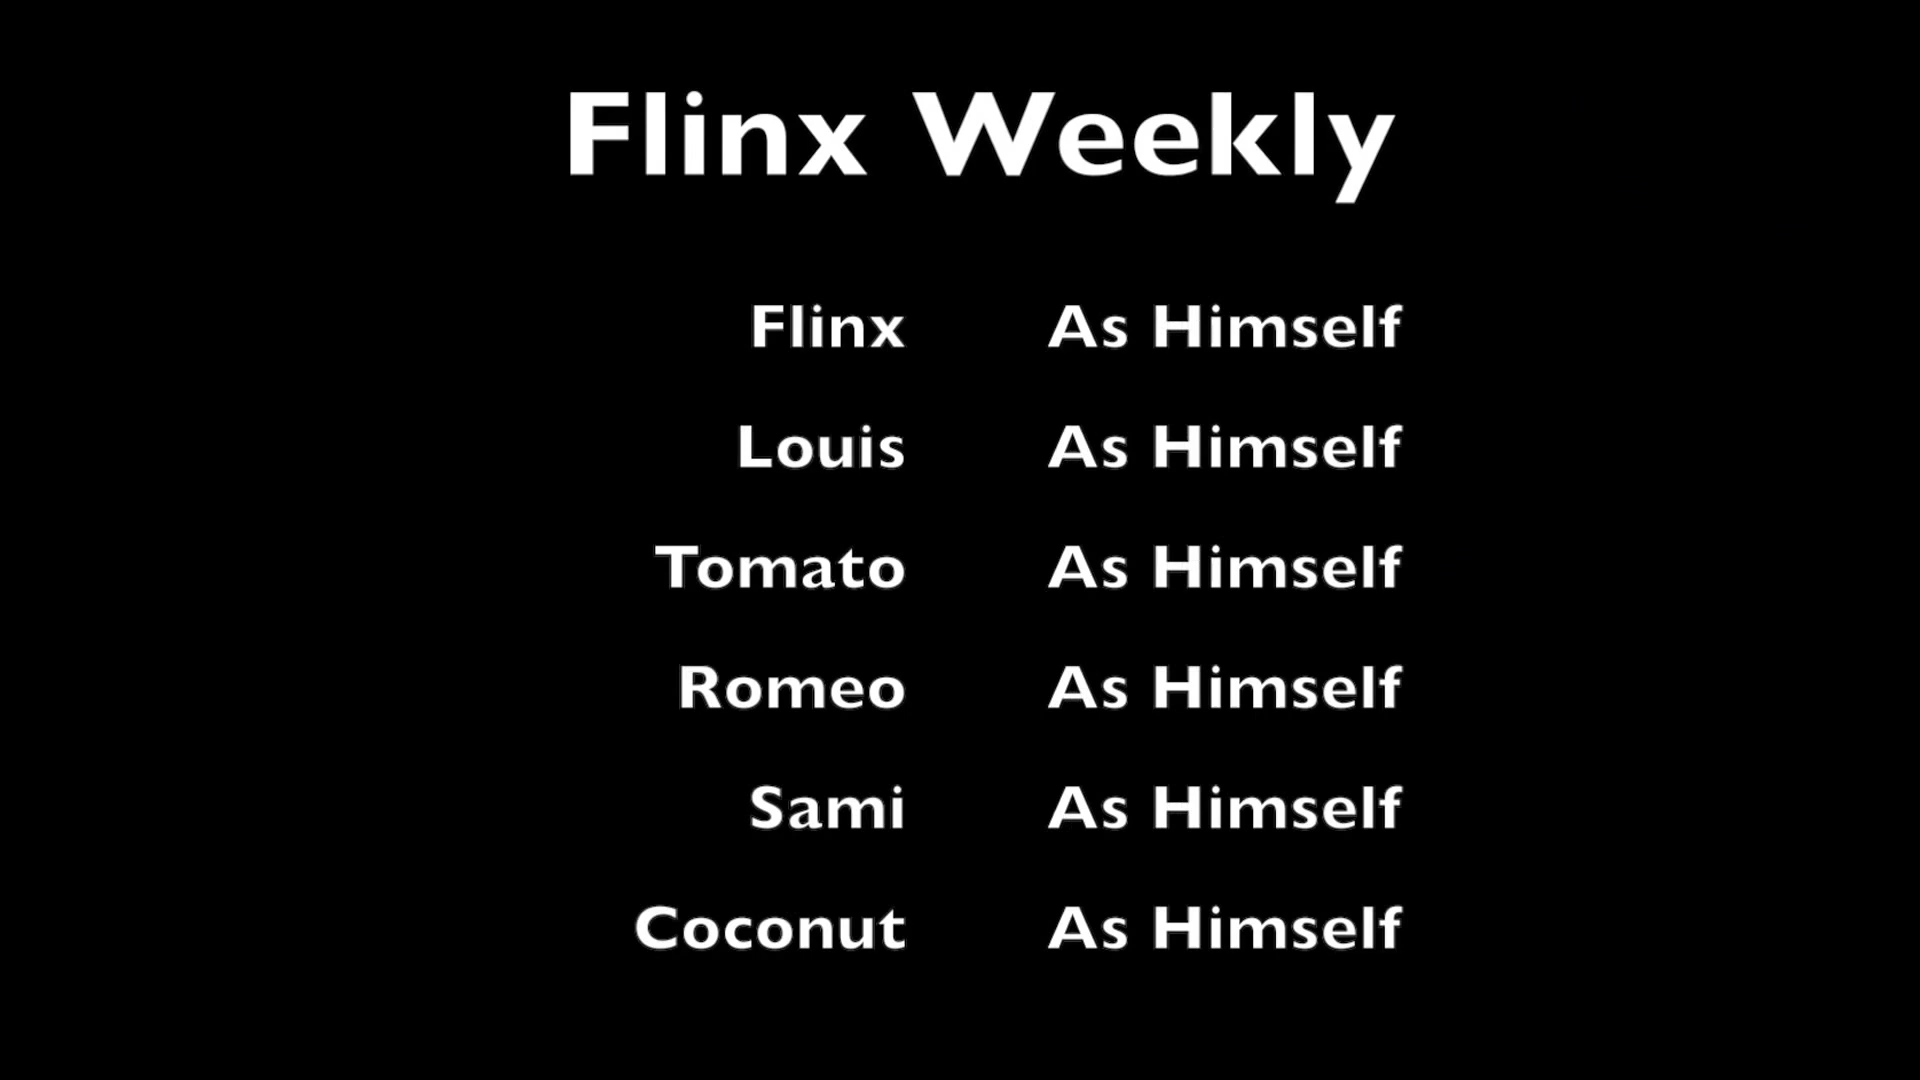 Flinx Weekly
Flinx As Himself
Louis As Himself
Tomato As Himself
Romeo As Himself
Sami As Himself
Coconut As Himself